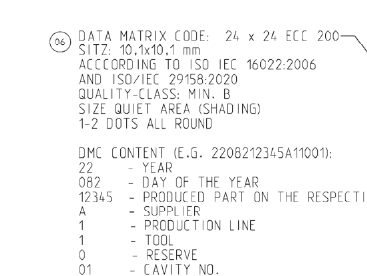 06 DATA MATRIX CODE: 24 x 24 ECC 200
SITZ: 10,1x10,1 mm
ACCCORDING TO ISO IEC 16022:2006
AND ISO/IEC 29158:2020
QUALITY-CLASS: MIN. B
SIZE QUIET AREA (SHADING)
1-2 DOTS ALL ROUND
DMC CONTENT (E.G. 2208212345A11001):
22 - YEAR
082 - DAY OF THE YEAR
12345 - PRODUCED PART ON THE RESPECTI
A - SUPPLIER
1 - PRODUCTION LINE
1 - TOOL
0 - RESERVE
01 - CAVITY NO.